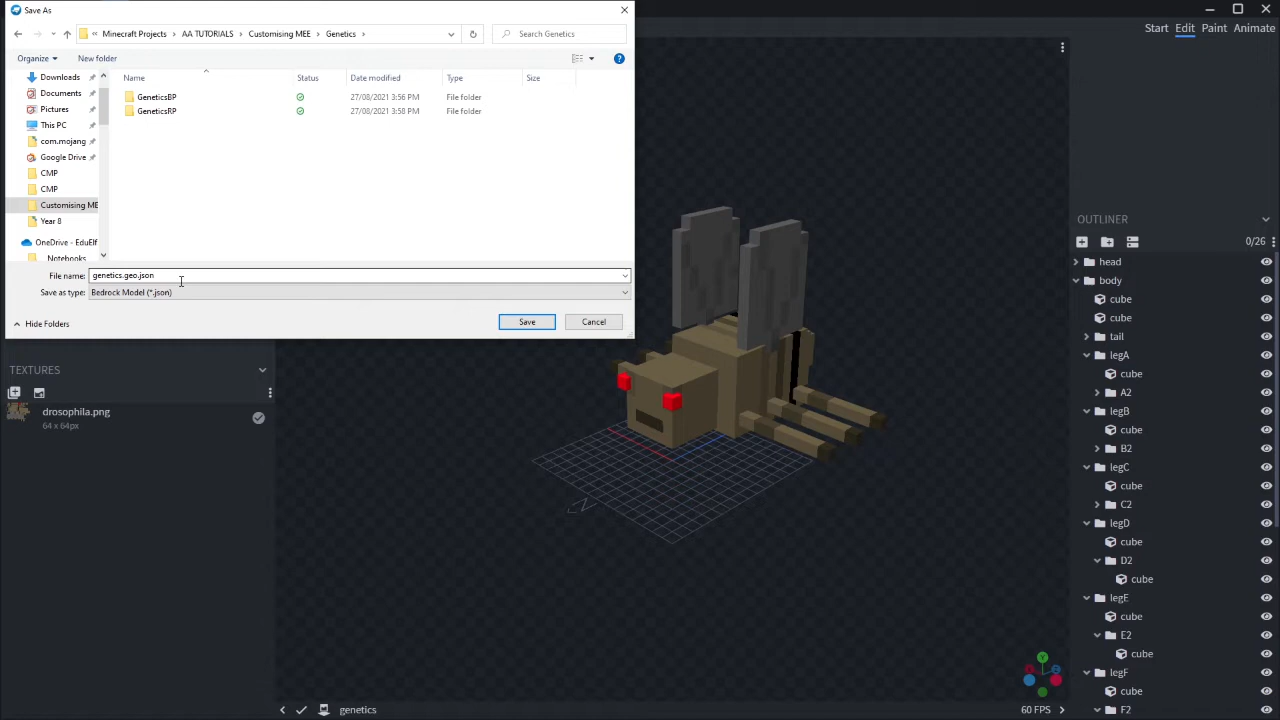 Save As
« Minecraft Projects > AA TUTORIALS > Customising MEE > Genetics >
Search Genetics
Organize
New folder
Downloads
Documents
Pictures
This PC
com.mojang
Google Drive
CMP
CMP
Customising ME
Year 8
OneDrive - EduElf
Notebooks
Name Status Date modified Type Size
GeneticsBP 27/08/2021 3:56 PM File folder
GeneticsRP 27/08/2021 3:58 PM File folder
File name: genetics.geo.json
Save as type: Bedrock Model (*.json)
Hide Folders
Save
Cancel
Start Edit Paint Animate
TEXTURES
drosophila.png
64 x 64px
OUTLINER
0/26
head
body
cube
cube
tail
legA
cube
A2
legB
cube
B2
legC
cube
C2
legD
cube
D2
cube
legE
cube
E2
cube
legF
cube
F2
genetics
60 FPS